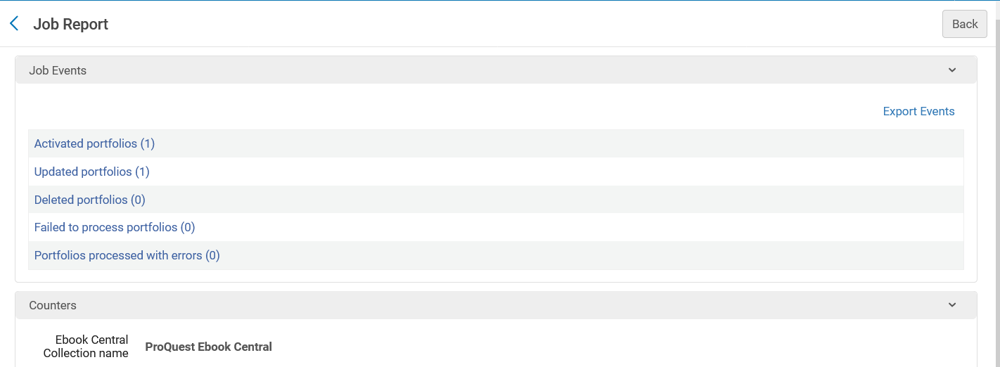 Job Report
Back
Job Events
Export Events
Activated portfolios (1)
Updated portfolios (1)
Deleted portfolios (0)
Failed to process portfolios (0)
Portfolios processed with errors (0)
Counters
Ebook Central
Collection name
ProQuest Ebook Central